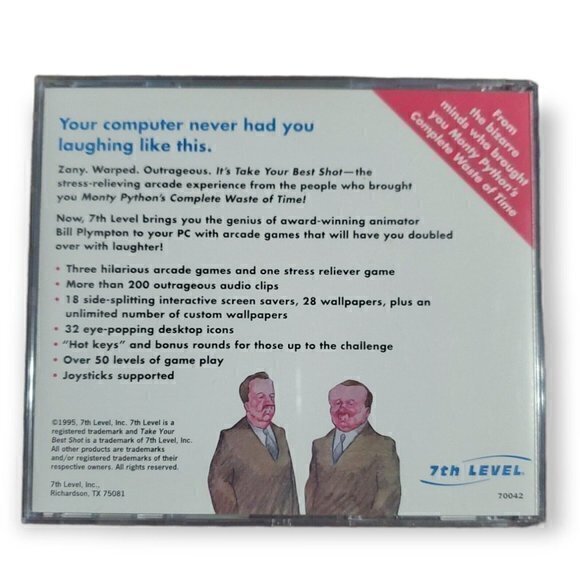 Your computer never had you
laughing like this.
From
the bizarre
minds who brought
you Monty Python's
Complete Waste of Time
Zany. Warped. Outrageous. It's Take Your Best Shot—the
stress-relieving arcade experience from the people who brought
you Monty Python's Complete Waste of Time!
Now, 7th Level brings you the genius of award-winning animator
Bill Plympton to your PC with arcade games that will have you doubled
over with laughter!
• Three hilarious arcade games and one stress reliever game
• More than 200 outrageous audio clips
• 18 side-splitting interactive screen savers, 28 wallpapers, plus an
unlimited number of custom wallpapers
• 32 eye-popping desktop icons
• "Hot keys" and bonus rounds for those up to the challenge
• Over 50 levels of game play
• Joysticks supported
©1995, 7th Level, Inc. 7th Level is a
registered trademark and Take Your
Best Shot is a trademark of 7th Level, Inc.
All other products are trademarks
and/or registered trademarks of their
respective owners. All rights reserved.
7th Level, Inc.,
Richardson, TX 75081
7th LEVEL
70042